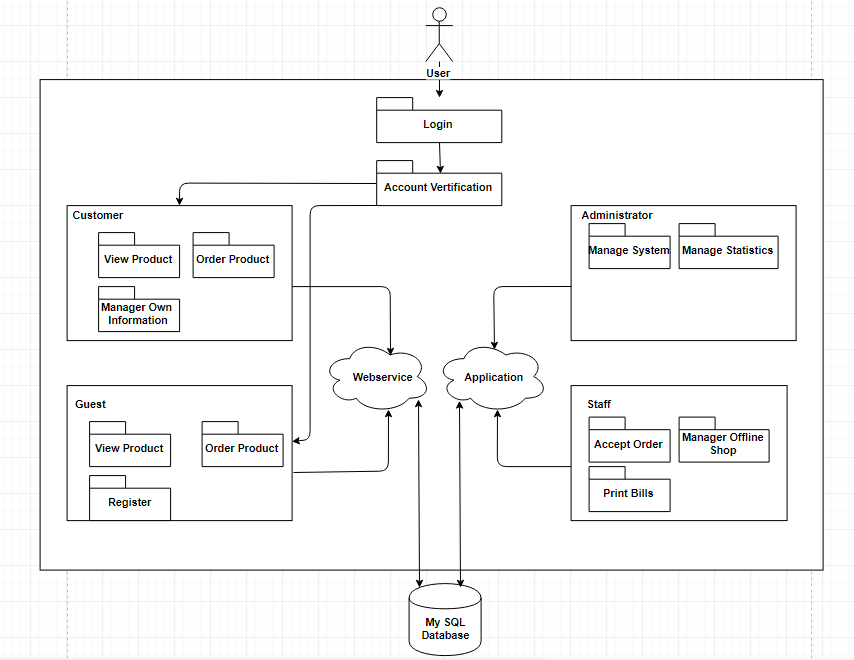 User
Login
Account Vertification
Customer
View Product
Order Product
Manager Own
Information
Administrator
Manage System
Manage Statistics
Webservice
Application
Guest
View Product
Order Product
Register
Staff
Accept Order
Manager Offline
Shop
Print Bills
My SQL
Database